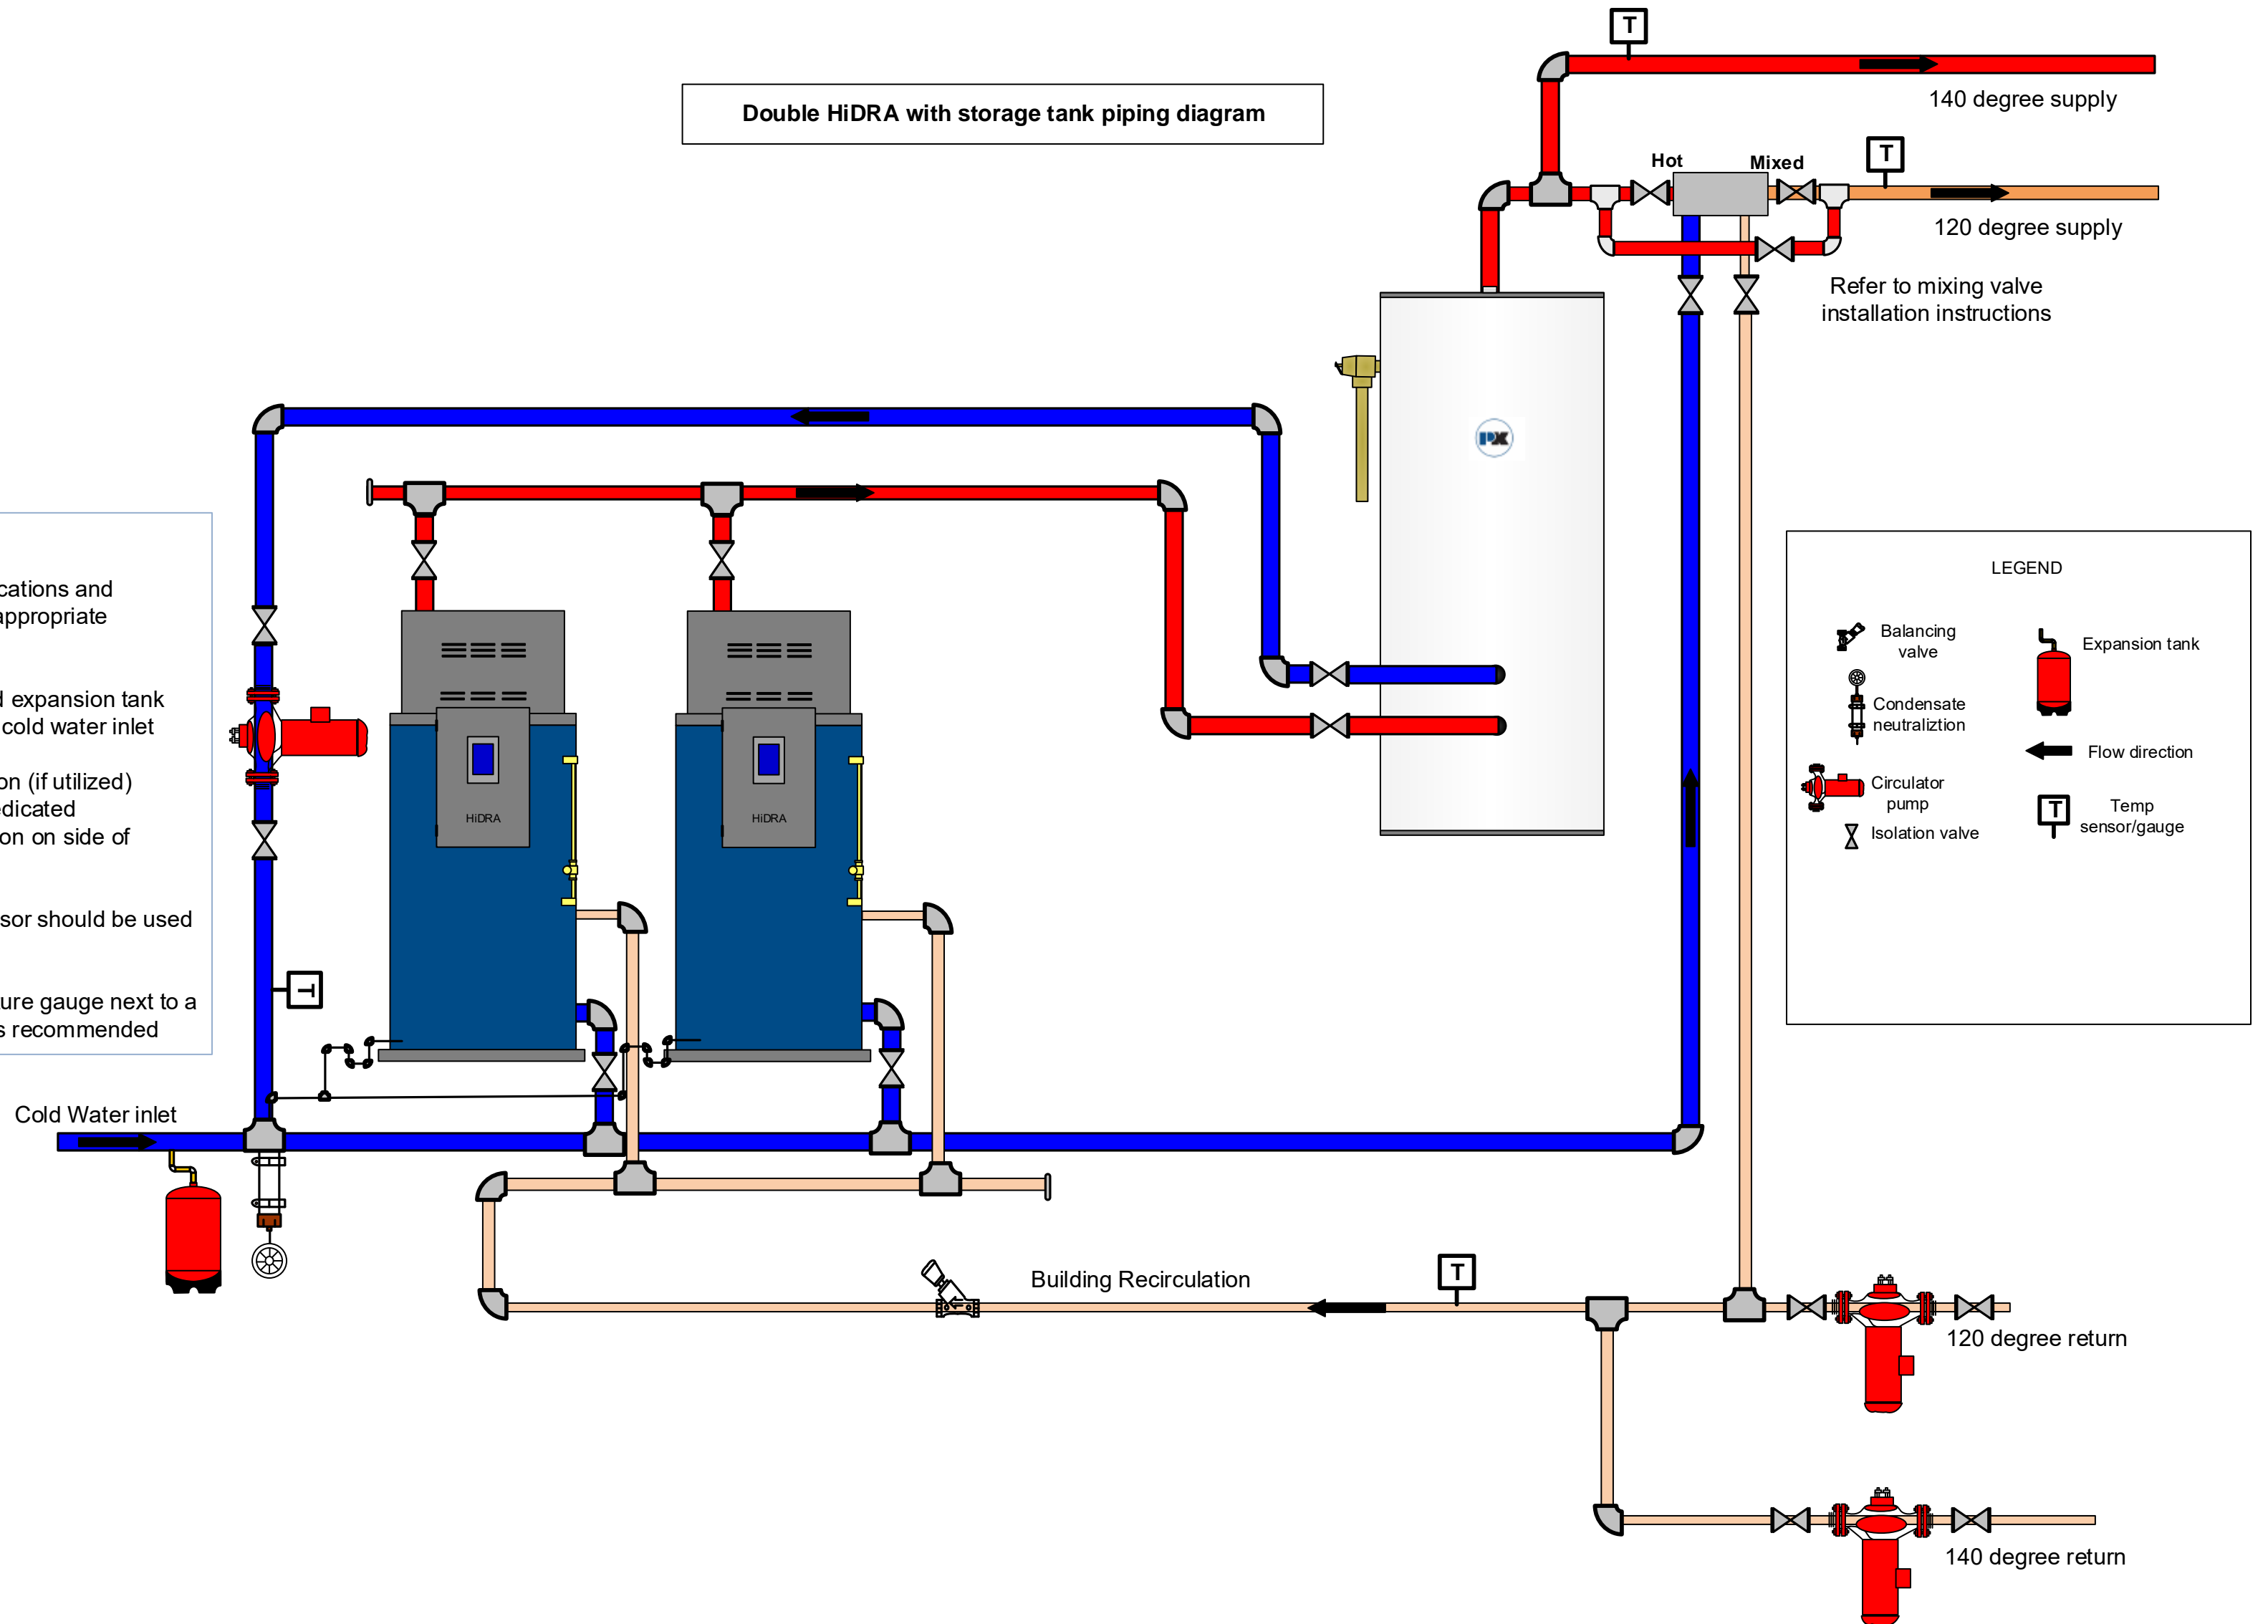 Double HiDRA with storage tank piping diagram
T
140 degree supply
Hot
Mixed
T
120 degree supply
Refer to mixing valve
installation instructions
PX
cations and
appropriate
d expansion tank
cold water inlet
on (if utilized)
edicated
on on side of
sor should be used
ure gauge next to a
s recommended
HiDRA
HiDRA
T
LEGEND
Balancing
valve
Expansion tank
Condensate
neutraliztion
Flow direction
Circulator
pump
Temp
sensor/gauge
T
Isolation valve
Cold Water inlet
Building Recirculation
T
120 degree return
140 degree return